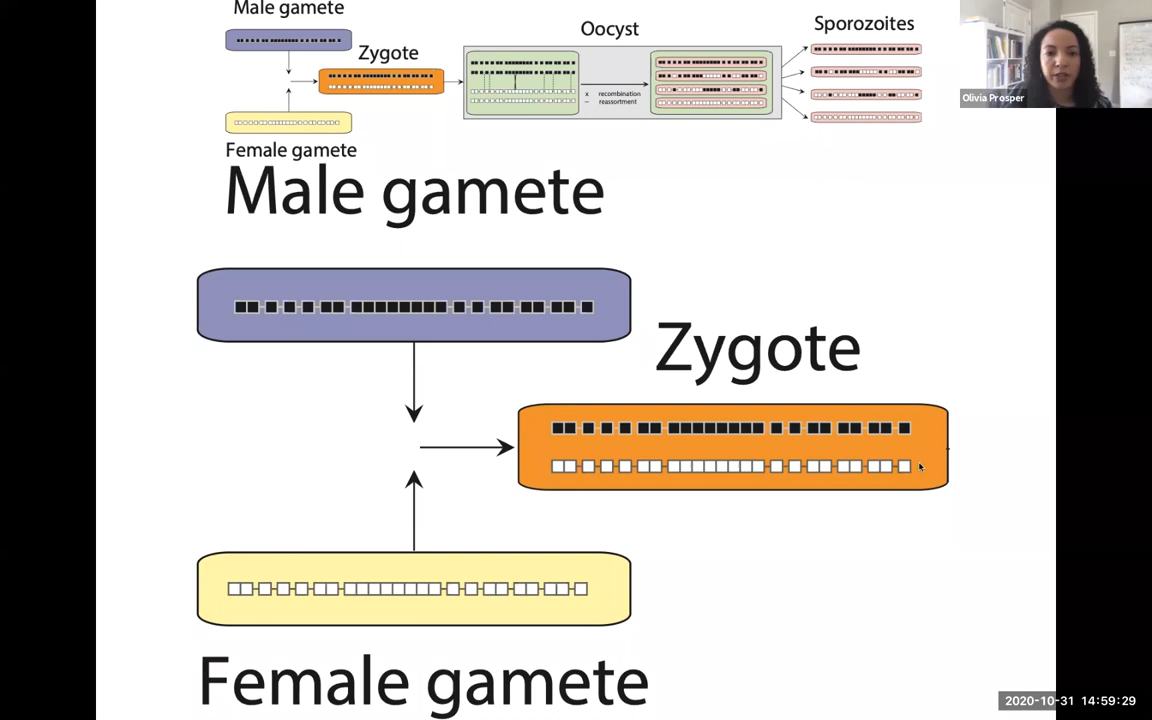 Male gamete
Zygote
Female gamete
Oocyst
x recombination
– reassortment
Sporozoites
Olivia Prosper
Male gamete
Zygote
Female gamete
2020-10-31 14:59:29